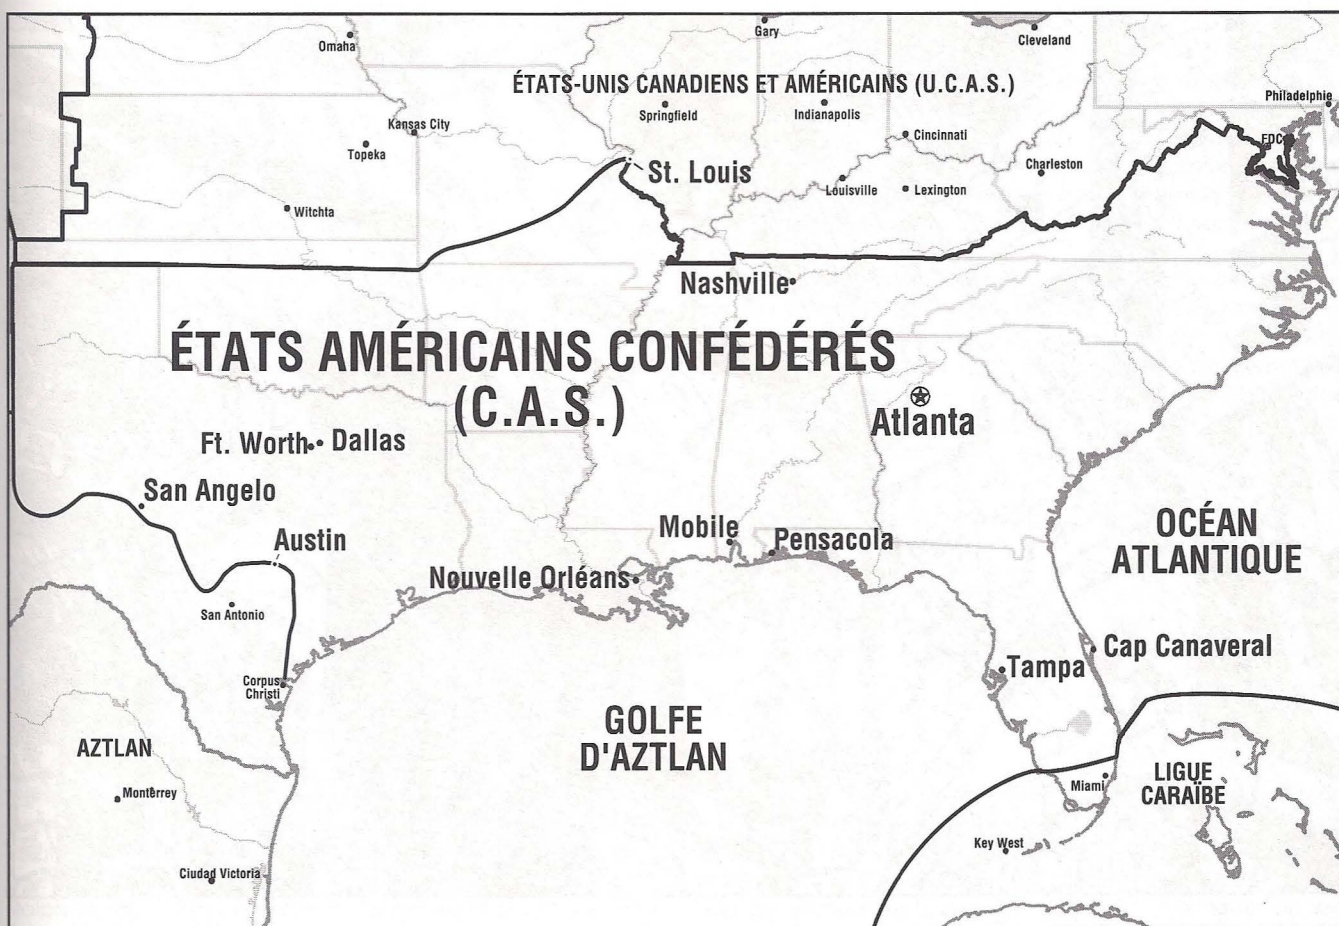 Omaha
Gary
Cleveland
ÉTATS-UNIS CANADIENS ET AMÉRICAINS (U.C.A.S.)
Philadelphie
Springfield
Indianapolis
Kansas City
Topeka
Cincinnati
FDC
St. Louis
Charleston
Louisville
Lexington
Witchta
Nashville
ÉTATS AMÉRICAINS CONFÉDÉRÉS
(C.A.S.)
Atlanta
Ft. Worth
Dallas
San Angelo
Austin
Mobile
Pensacola
OCÉAN
ATLANTIQUE
Nouvelle Orléans
San Antonio
Cap Canaveral
Tampa
Corpus
Christi
GOLFE
D'AZTLAN
AZTLAN
Monterrey
Miami
LIGUE
CARAÏBE
Key West
Ciudad Victoria